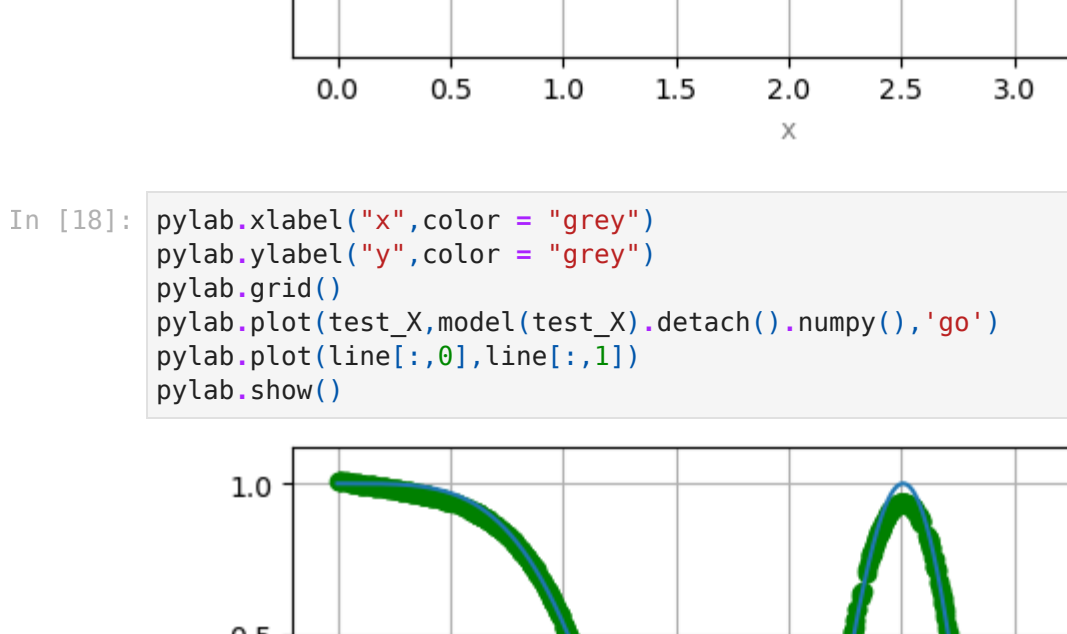 0.0 0.5 1.0 1.5 2.0 2.5 3.0
x
In [18]:
pylab.xlabel("x",color = "grey")
pylab.ylabel("y",color = "grey")
pylab.grid()
pylab.plot(test_X,model(test_X).detach().numpy(),'go')
pylab.plot(line[:,0],line[:,1])
pylab.show()
1.0
0.5